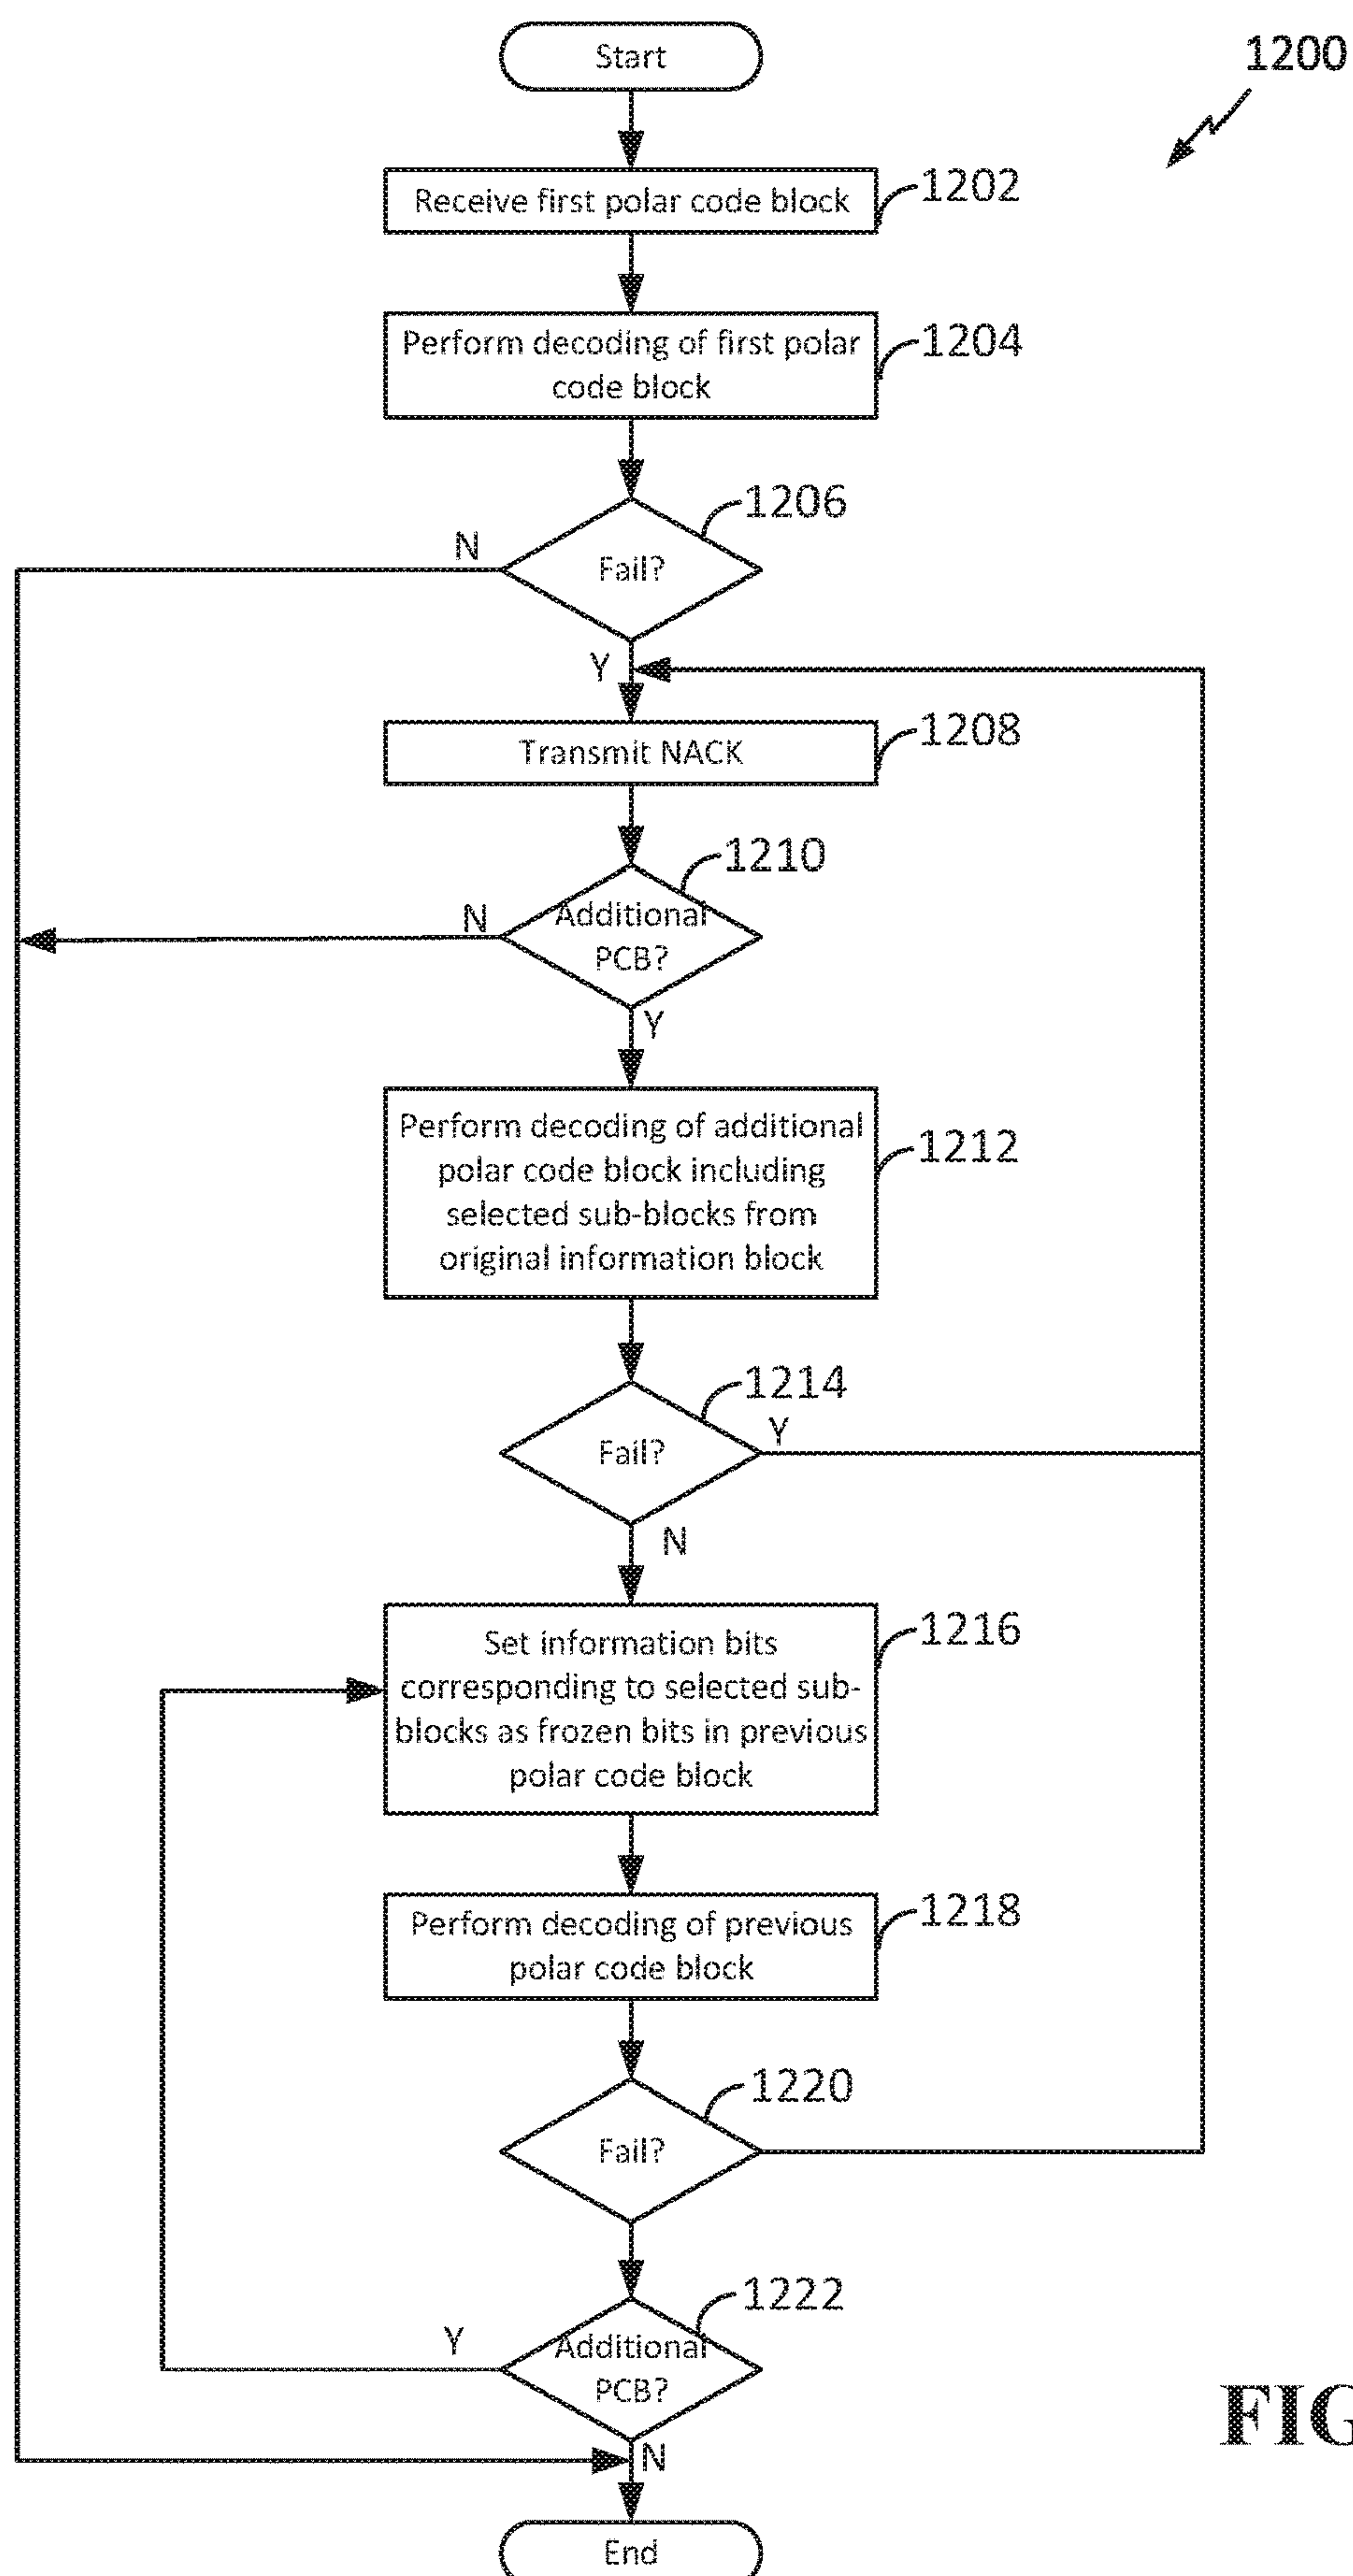 Start
1200
Receive first polar code block
1202
Perform decoding of first polar
code block
1204
1206
Fail?
N
Y
Transmit NACK
1208
1210
Additional
PCB?
N
Y
Perform decoding of additional
polar code block including
selected sub-blocks from
original information block
1212
1214
Fail?
Y
N
Set information bits
corresponding to selected sub-
blocks as frozen bits in previous
polar code block
1216
Perform decoding of previous
polar code block
1218
1220
Fail?
1222
Additional
PCB?
Y
N
FIG
End